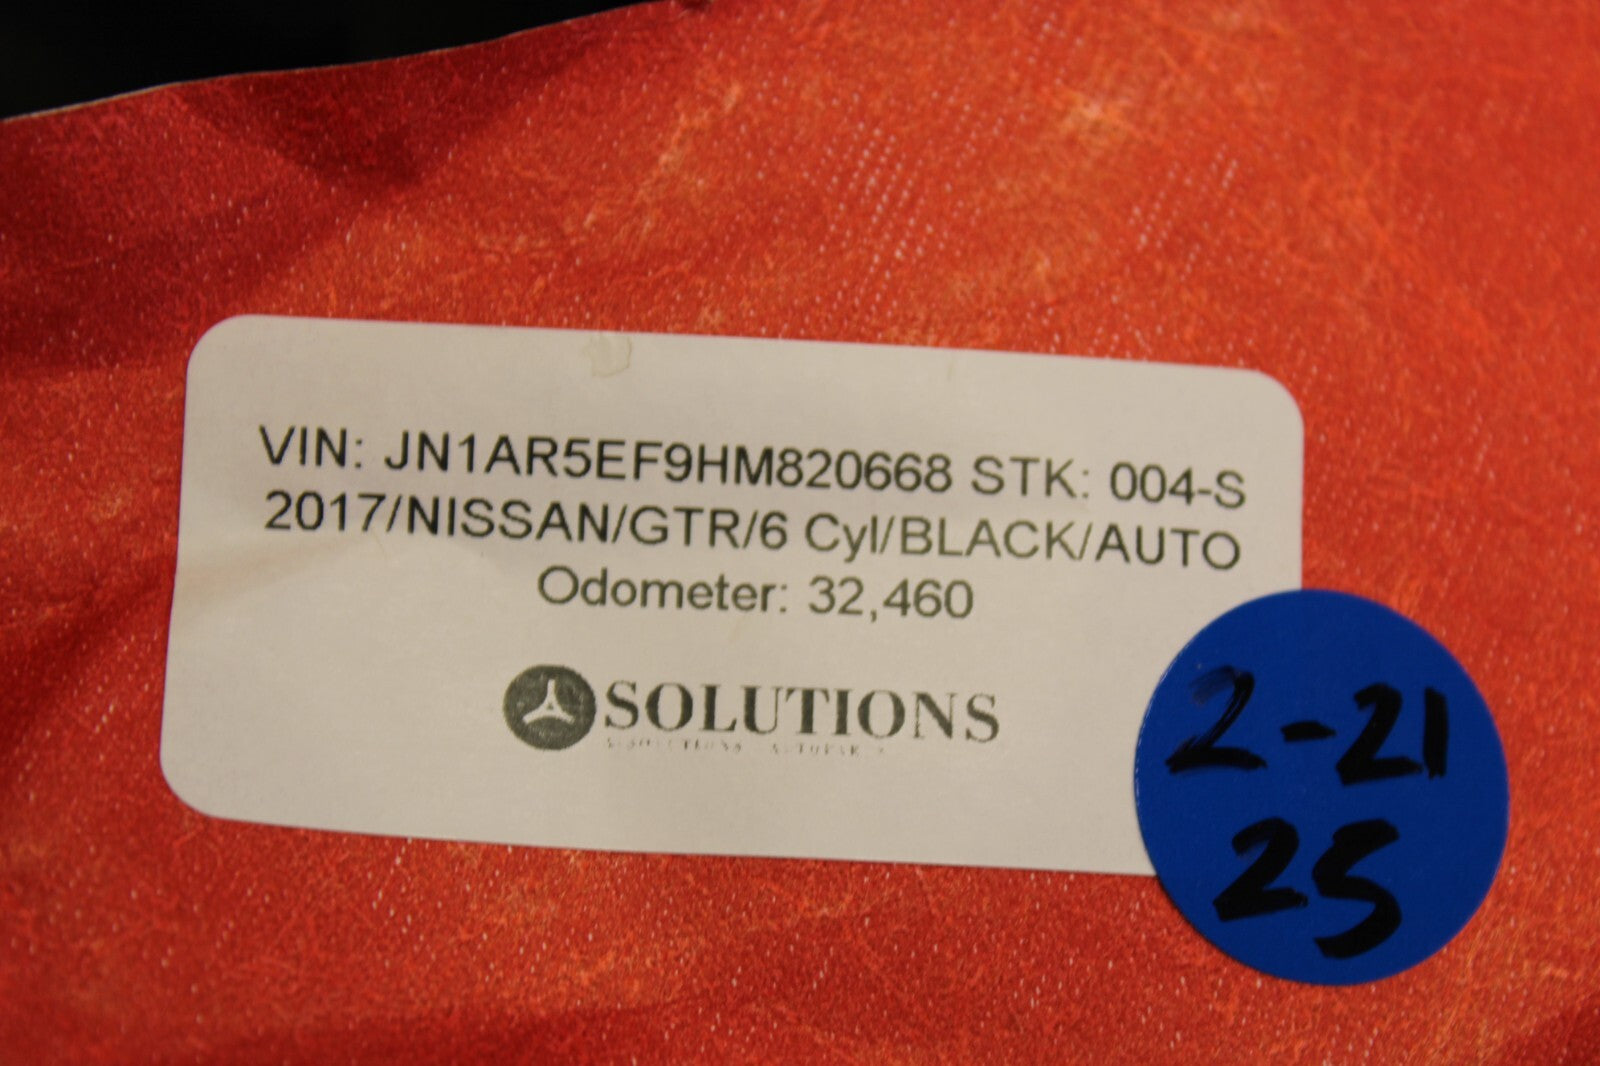 VIN: JN1AR5EF9HM820668 STK: 004-S
2017/NISSAN/GTR/6 Cyl/BLACK/AUTO
Odometer: 32,460
SOLUTIONS
2-21
25